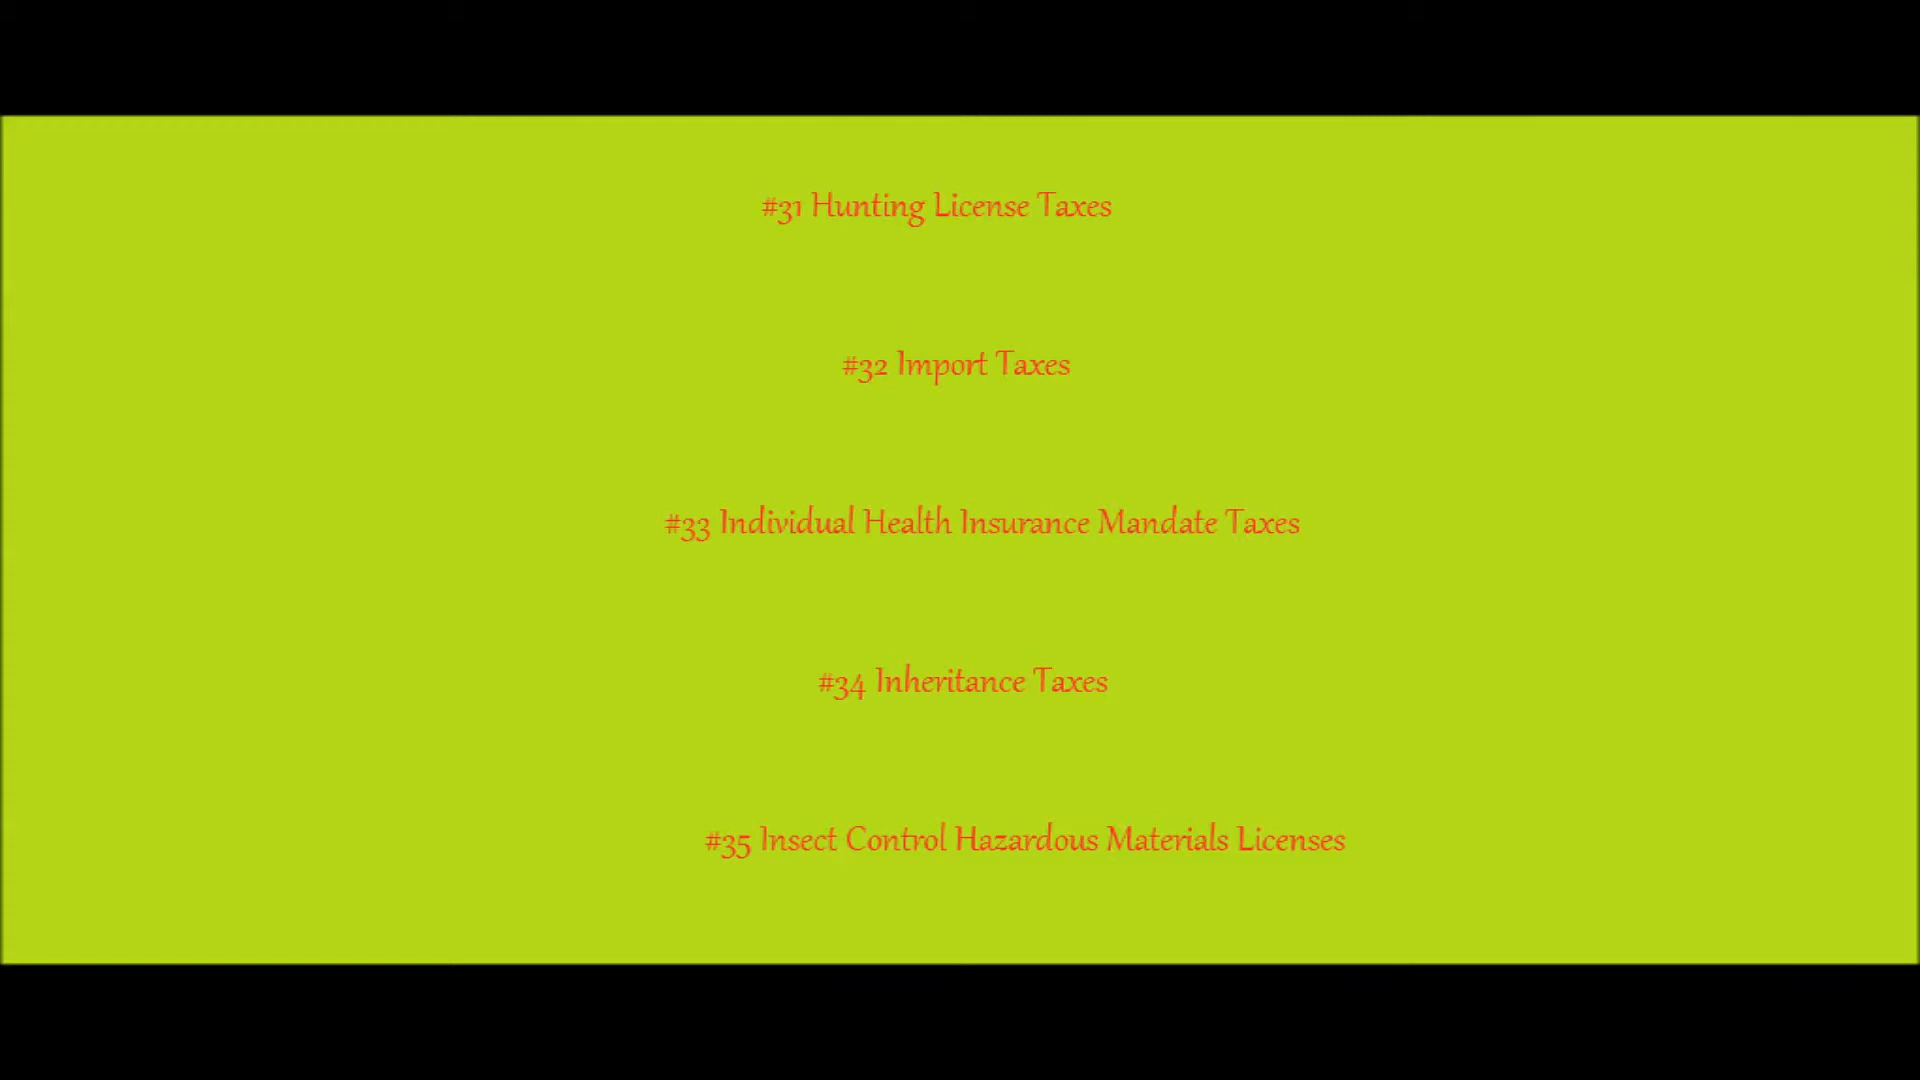 #31 Hunting License Taxes
#32 Import Taxes
#33 Individual Health Insurance Mandate Taxes
#34 Inheritance Taxes
#35 Insect Control Hazardous Materials Licenses